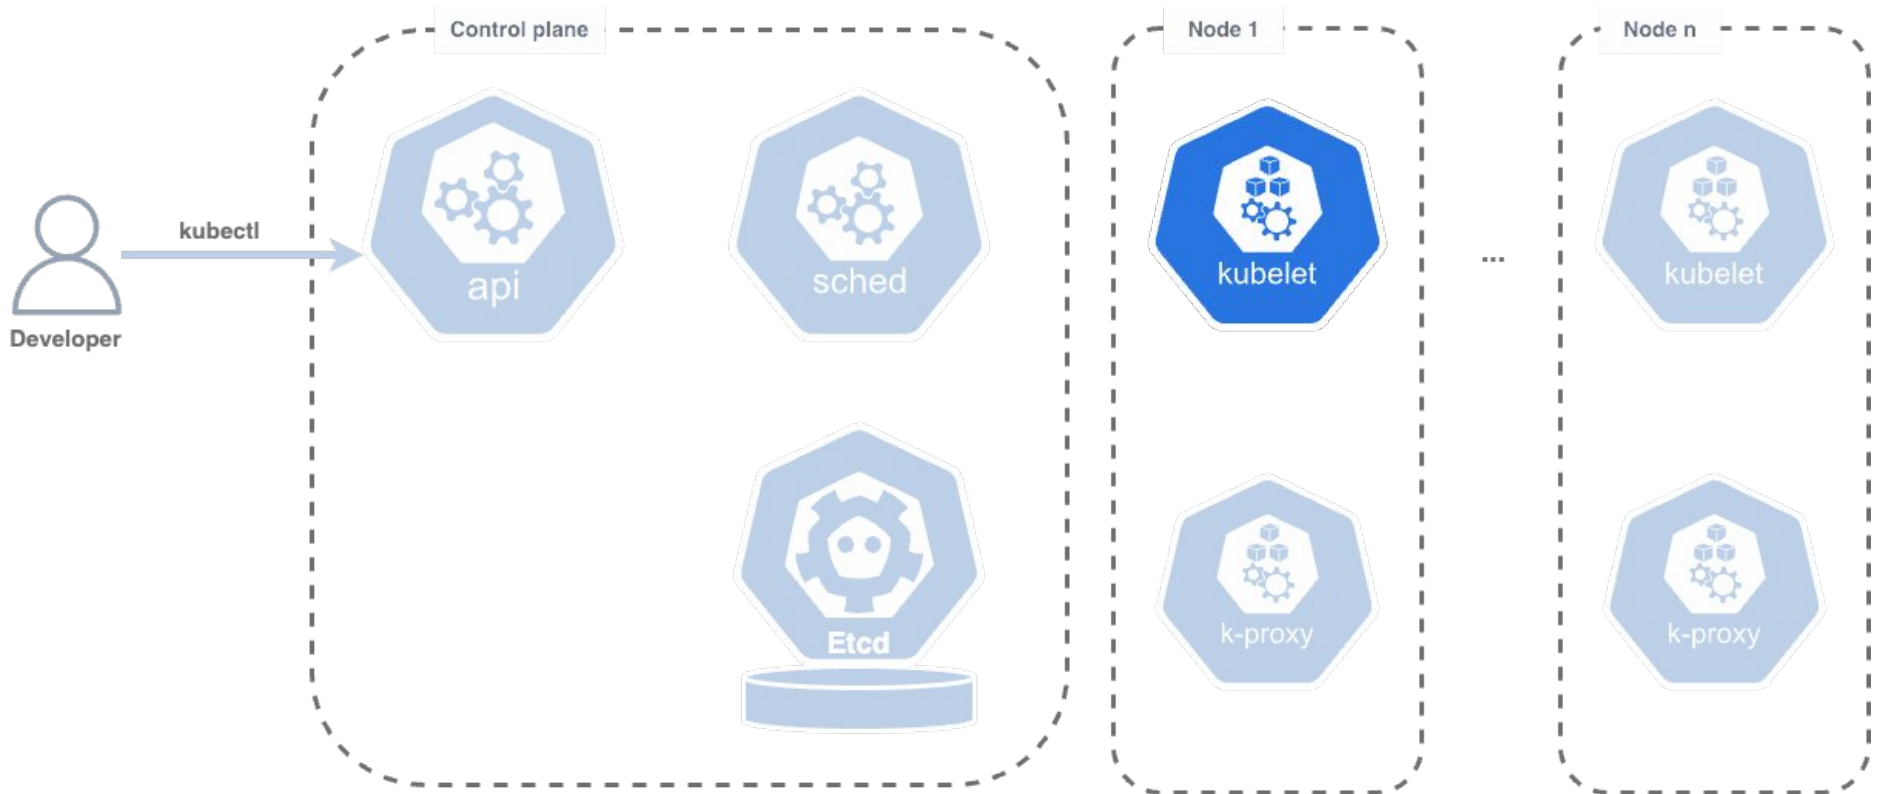 Control plane
Node 1
Node n
kubectl
api
sched
kubelet
...
kubelet
Developer
Etcd
k-proxy
k-proxy